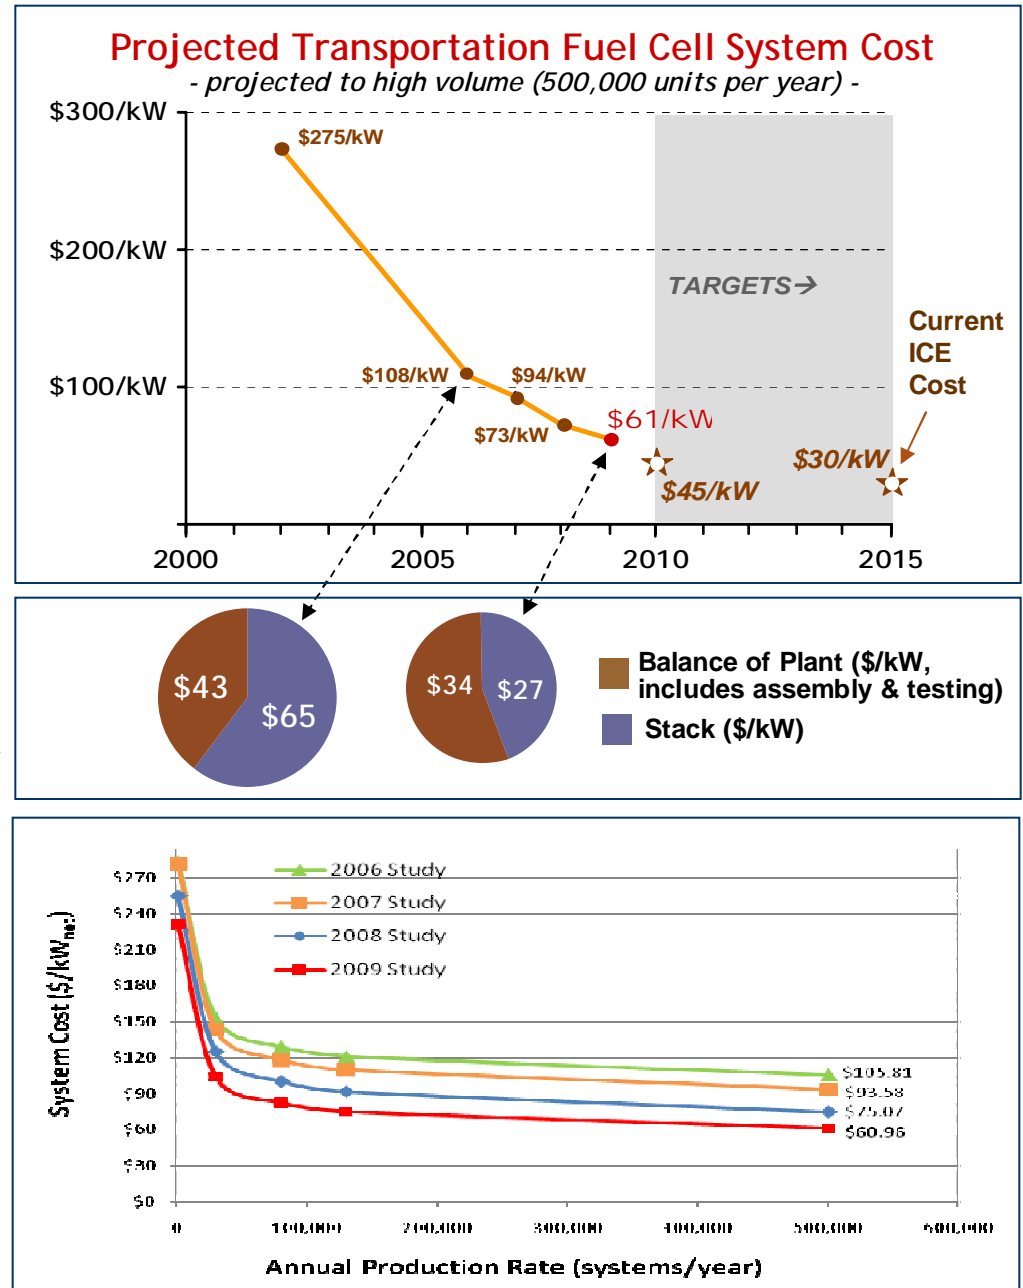 Projected Transportation Fuel Cell System Cost
- projected to high volume (500,000 units per year) -
$300/kW
$275/kW
$200/kW
TARGETS→
Current
ICE
Cost
$100/kW
$108/kW
$94/kW
$73/kW
$61/kW
$45/kW
$30/kW
2000
2005
2010
2015
$43
$65
$34
$27
Balance of Plant ($/kW,
includes assembly & testing)
Stack ($/kW)
System Cost ($/kWnet)
$270
$240
$210
$180
$150
$120
$90
$60
$30
$0
2006 Study
2007 Study
2008 Study
2009 Study
$105.81
$93.58
$75.07
$60.96
0
100,000
200,000
300,000
400,000
500,000
600,000
Annual Production Rate (systems/year)